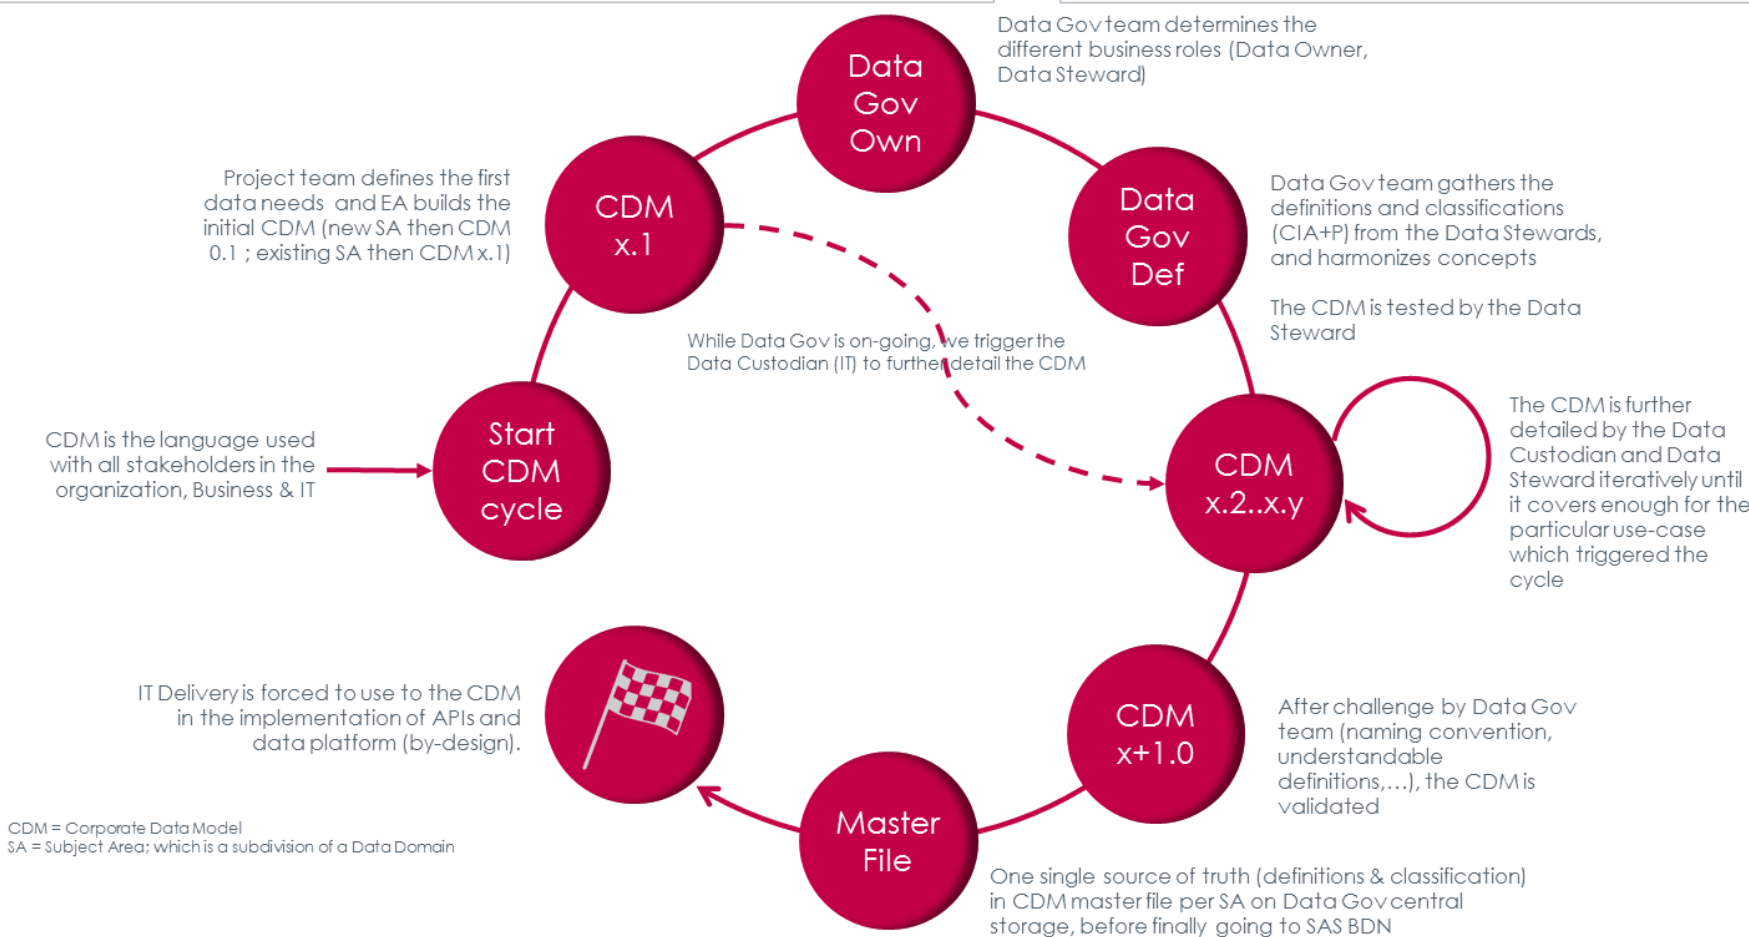 Data Gov team determines the
different business roles (Data Owner,
Data Steward)
Data
Gov
Own
Project team defines the first
data needs and EA builds the
initial CDM (new SA then CDM
0.1 ; existing SA then CDM x.1)
CDM
x.1
Data
Gov
Def
Data Gov team gathers the
definitions and classifications
(CIA+P) from the Data Stewards,
and harmonizes concepts
The CDM is tested by the Data
Steward
While Data Gov is on-going, we trigger the
Data Custodian (IT) to further detail the CDM
CDM is the language used
with all stakeholders in the
organization, Business & IT
Start
CDM
cycle
CDM
x.2..x.y
The CDM is further
detailed by the Data
Custodian and Data
Steward iteratively until
it covers enough for the
particular use-case
which triggered the
cycle
IT Delivery is forced to use to the CDM
in the implementation of APIs and
data platform (by-design).
CDM
x+1.0
After challenge by Data Gov
team (naming convention,
understandable
definitions,...), the CDM is
validated
Master
File
One single source of truth (definitions & classification)
in CDM master file per SA on Data Gov central
storage, before finally going to SAS BDN
CDM = Corporate Data Model
SA = Subject Area; which is a subdivision of a Data Domain